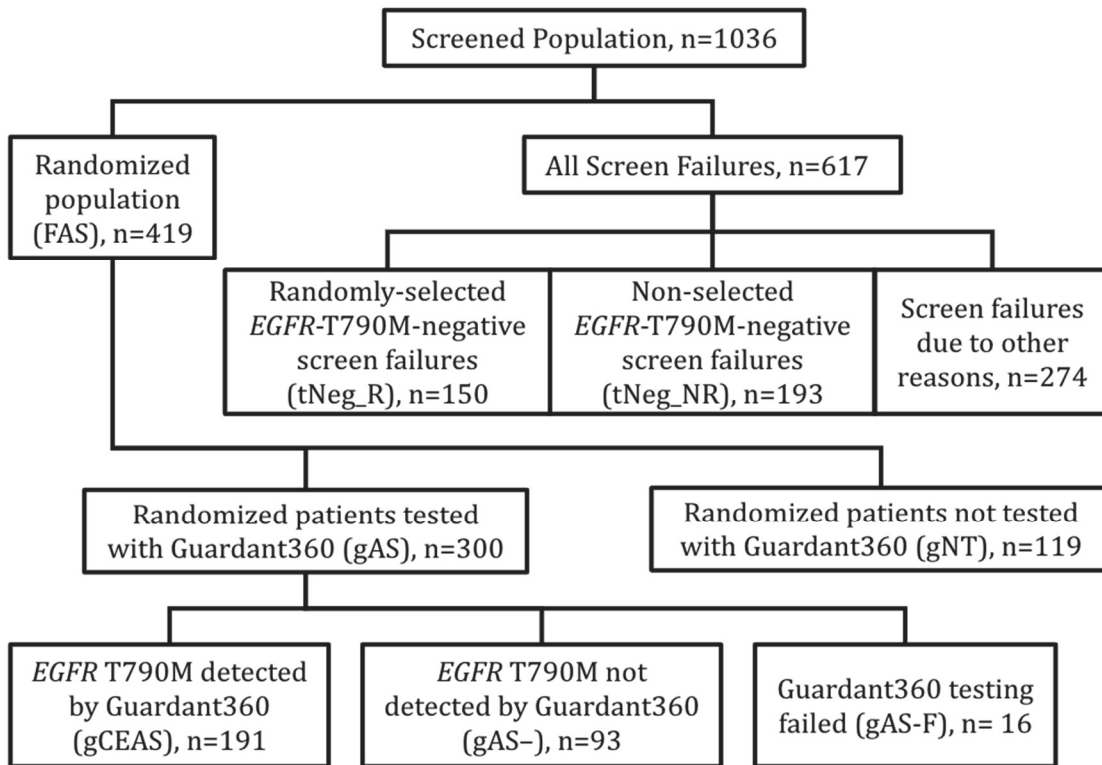 Screened Population, n=1036
Randomized
population
(FAS), n=419
All Screen Failures, n=617
Randomly-selected
EGFR-T790M-negative
screen failures
(tNeg_R), n=150
Non-selected
EGFR-T790M-negative
screen failures
(tNeg_NR), n=193
Screen failures
due to other
reasons, n=274
Randomized patients tested
with Guardant360 (gAS), n=300
Randomized patients not tested
with Guardant360 (gNT), n=119
EGFR T790M detected
by Guardant360
(gCEAS), n=191
EGFR T790M not
detected by Guardant360
(gAS–), n=93
Guardant360 testing
failed (gAS-F), n= 16